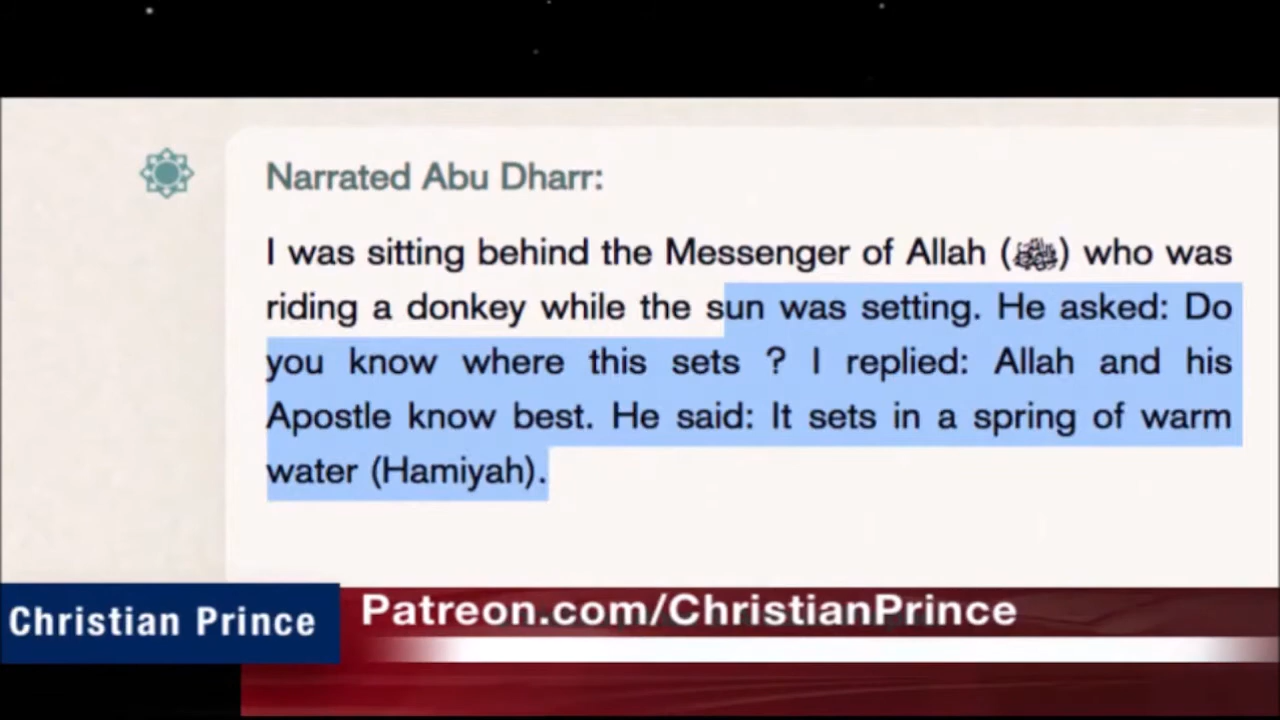 Narrated Abu Dharr:
I was sitting behind the Messenger of Allah (ﷺ) who was
riding a donkey while the sun was setting. He asked: Do
you know where this sets ? I replied: Allah and his
Apostle know best. He said: It sets in a spring of warm
water (Hamiyah).
Christian Prince
Patreon.com/ChristianPrince